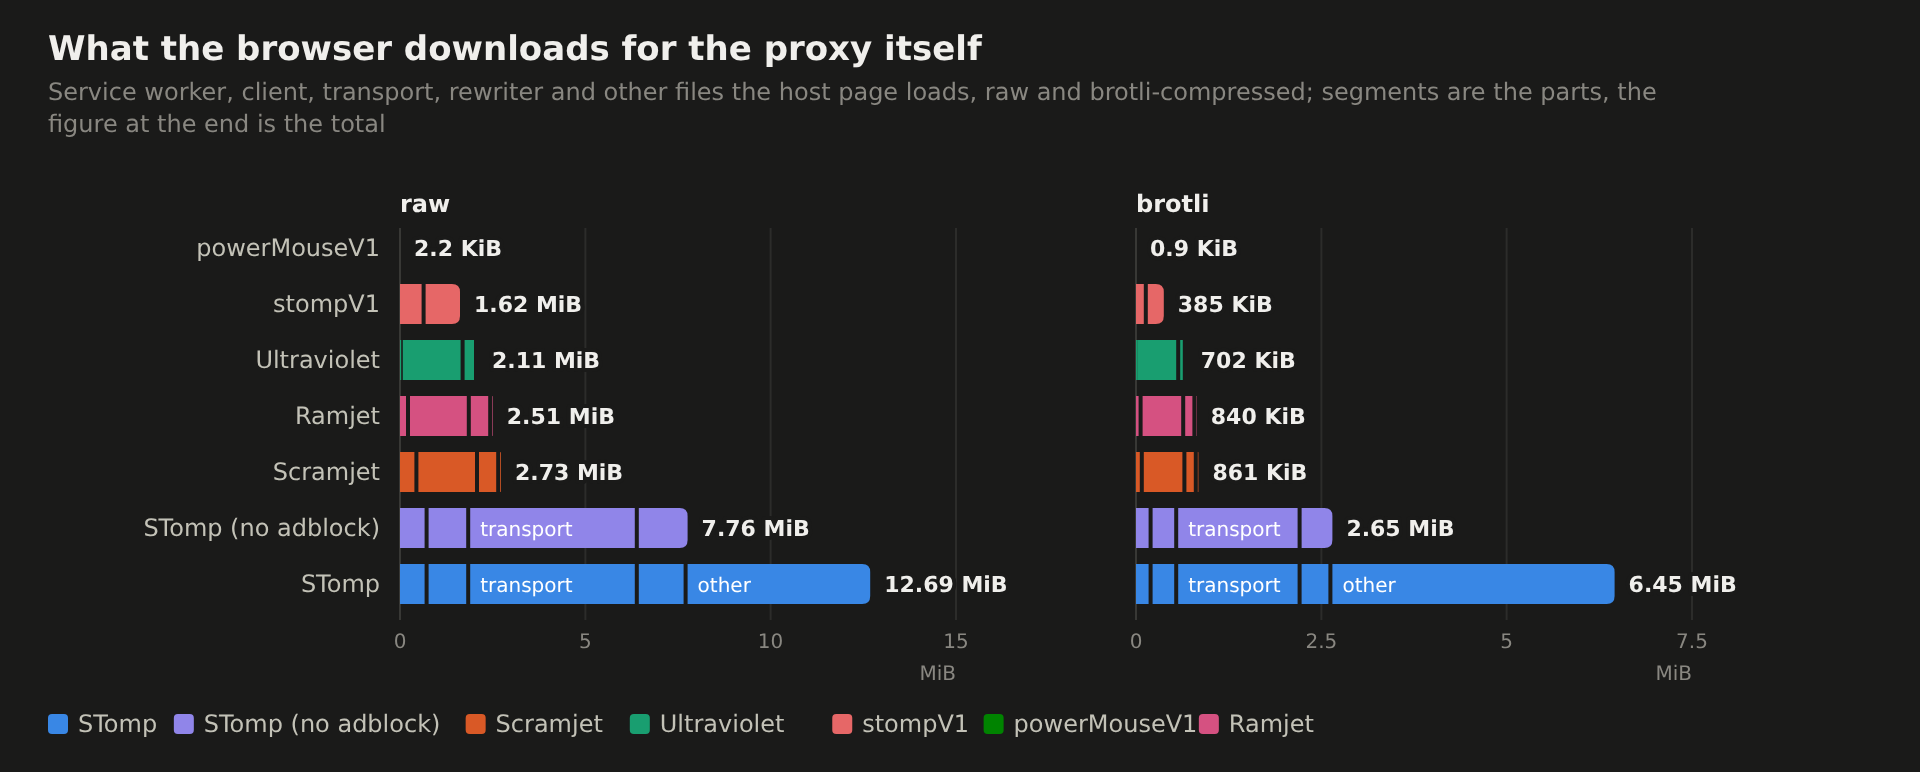 What the browser downloads for the proxy itself
Service worker, client, transport, rewriter and other files the host page loads, raw and brotli-compressed; segments are the parts, the
figure at the end is the total
raw
brotli
powerMouseV1 2.2 KiB 0.9 KiB
stompV1 1.62 MiB 385 KiB
Ultraviolet 2.11 MiB 702 KiB
Ramjet 2.51 MiB 840 KiB
Scramjet 2.73 MiB 861 KiB
STomp (no adblock) transport 7.76 MiB transport 2.65 MiB
STomp transport other 12.69 MiB transport other 6.45 MiB
0 5 10 15 0 2.5 5 7.5
MiB MiB
STomp STomp (no adblock) Scramjet Ultraviolet stompV1 powerMouseV1 Ramjet